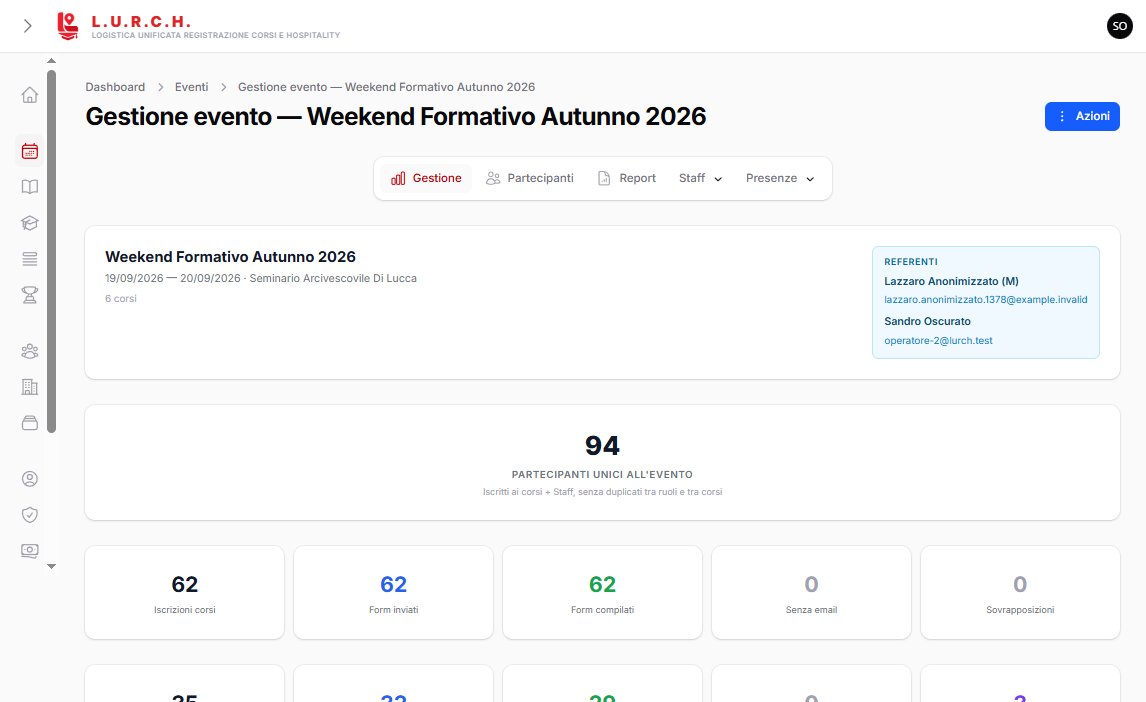 L.U.R.C.H.
LOGISTICA UNIFICATA REGISTRAZIONE CORSI E HOSPITALITY
SO
Dashboard > Eventi > Gestione evento — Weekend Formativo Autunno 2026
Gestione evento — Weekend Formativo Autunno 2026
Azioni
Gestione Partecipanti Report Staff Presenze
Weekend Formativo Autunno 2026
19/09/2026 — 20/09/2026 · Seminario Arcivescovile Di Lucca
6 corsi
REFERENTI
Lazzaro Anonimizzato (M)
lazzaro.anonimizzato.1378@example.invalid
Sandro Oscurato
operatore-2@lurch.test
94
PARTECIPANTI UNICI ALL'EVENTO
Iscritti ai corsi + Staff, senza duplicati tra ruoli e tra corsi
62 62 62 0 0
Iscrizioni corsi Form inviati Form compilati Senza email Sovrapposizioni